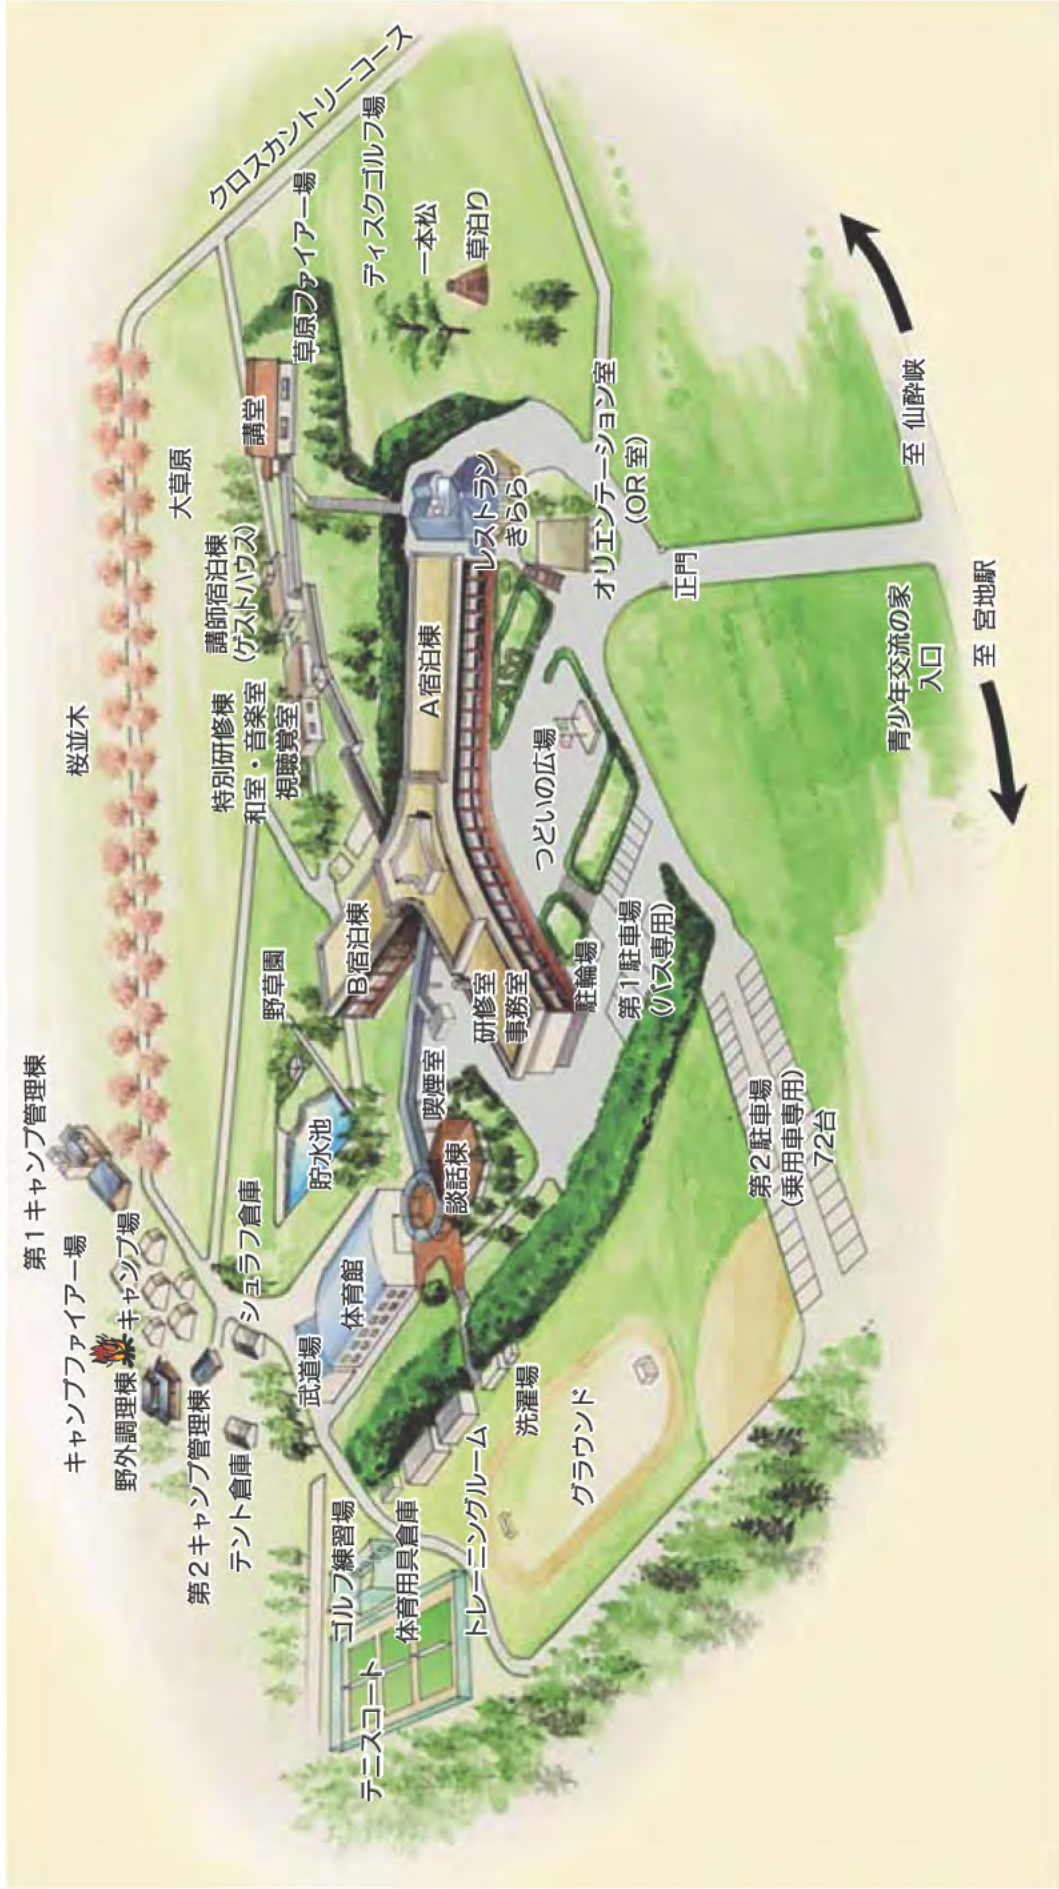 第1キャンプ管理棟
キャンプファイアー場
キャンプ場
野外調理棟
第2キャンプ管理棟
テント倉庫
シュラフ倉庫
桜並木
大草原
クロスカントリーコース
野草園
貯水池
特別研修棟
和室・音楽室
視聴覚室
講師宿泊棟
(ゲストハウス)
講堂
草原ファイアー場
ディスクゴルフ場
一本松
草泊り
武道場
体育館
B宿泊棟
A宿泊棟
喫煙室
談話棟
研修室
事務室
レストラン
きらら
オリエンテーション室
(OR室)
ゴルフ練習場
テニスコート
体育用具倉庫
トレーニングルーム
洗濯場
グラウンド
つどいの広場
駐輪場
第1駐車場
(バス専用)
正門
第2駐車場
(乗用車専用)
72台
青少年交流の家
入口
至 仙酔峡
至 宮地駅